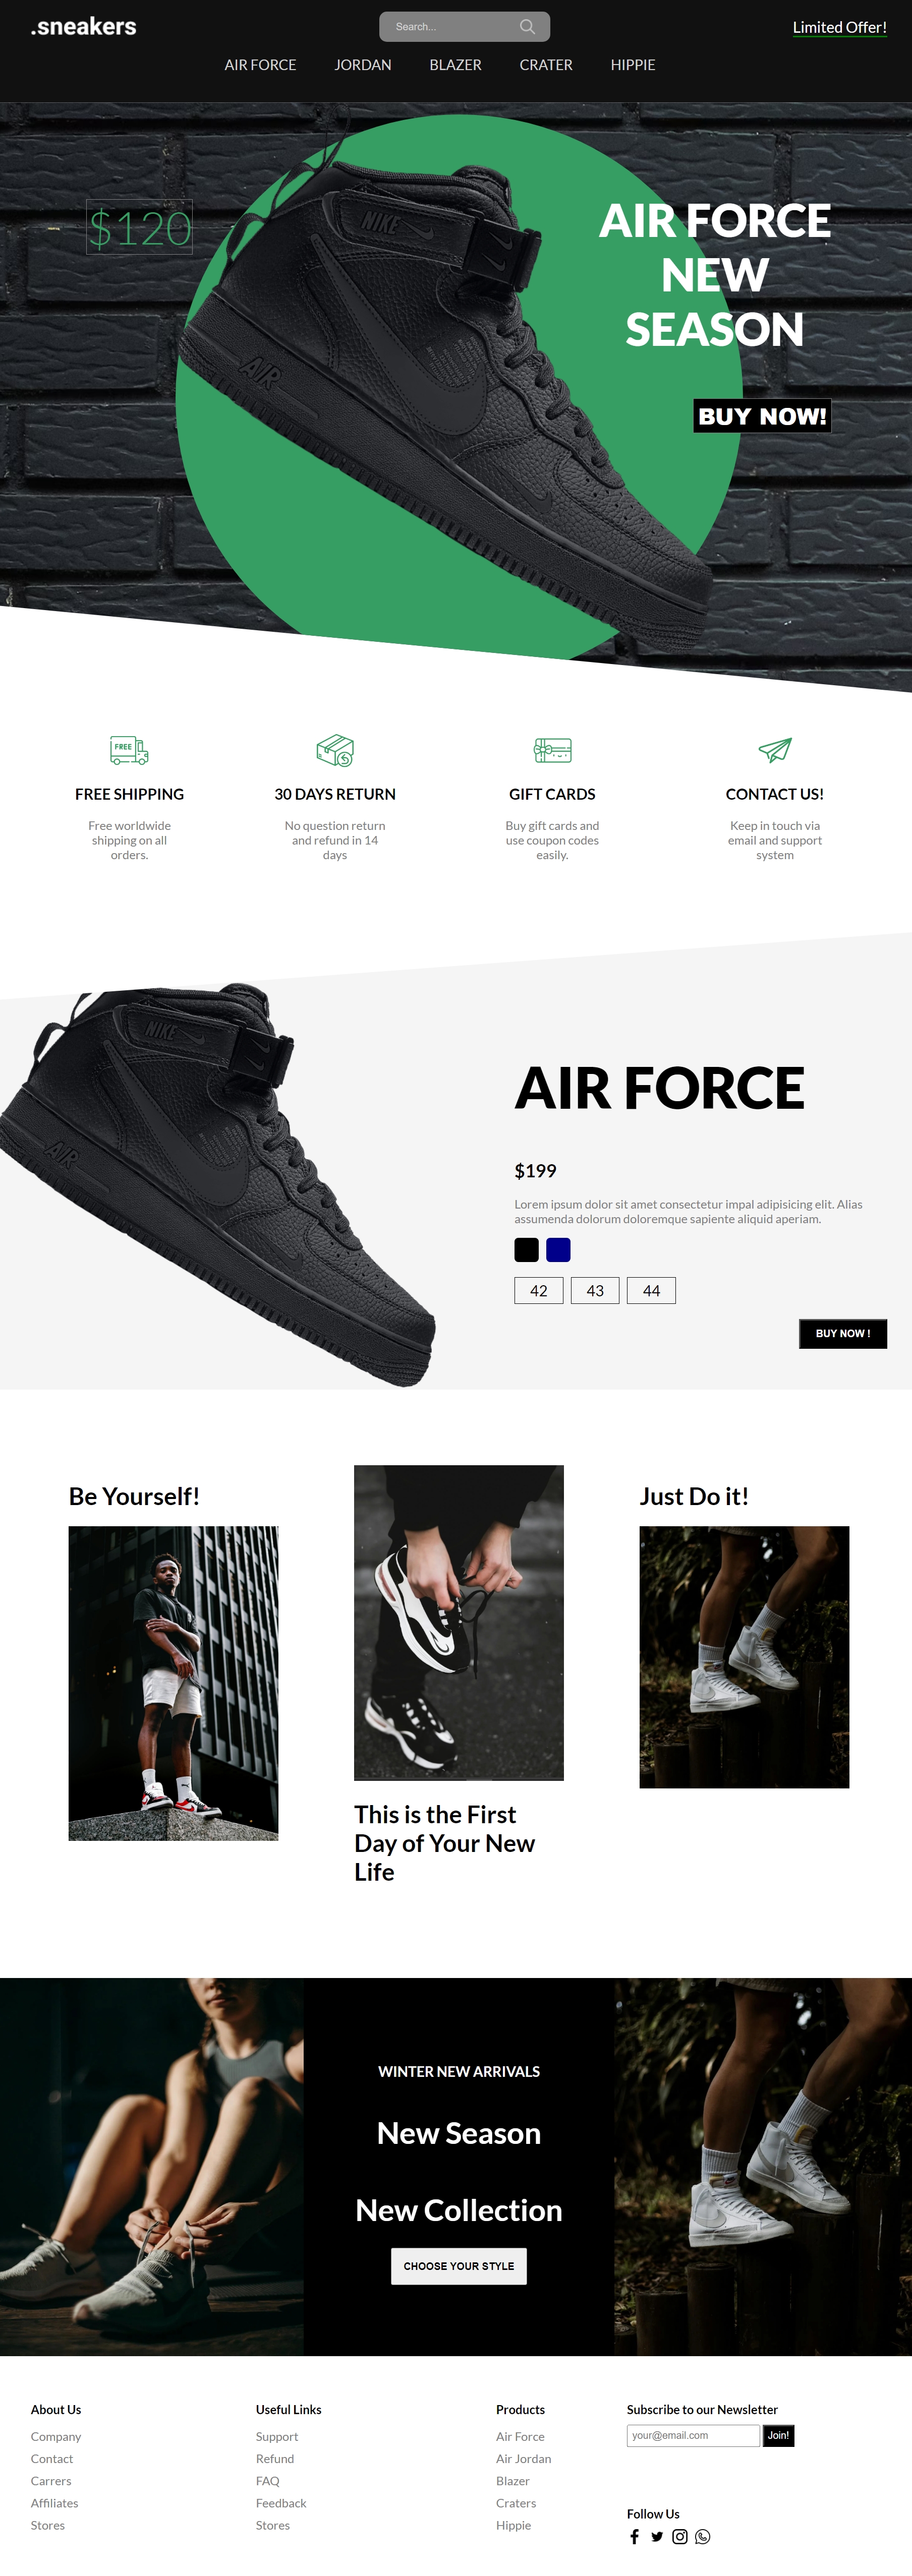 .sneakers
Search...
Limited Offer!
AIR FORCE JORDAN BLAZER CRATER HIPPIE
$120
NIKE
AIR
AIR FORCE
NEW
SEASON
BUY NOW!
FREE
FREE SHIPPING
Free worldwide
shipping on all
orders.
30 DAYS RETURN
No question return
and refund in 14
days
GIFT CARDS
Buy gift cards and
use coupon codes
easily.
CONTACT US!
Keep in touch via
email and support
system
NIKE
AIR
AIR FORCE
$199
Lorem ipsum dolor sit amet consectetur impal adipisicing elit. Alias
assumenda dolorum doloremque sapiente aliquid aperiam.
42 43 44
BUY NOW !
Be Yourself!
This is the First
Day of Your New
Life
Just Do it!
WINTER NEW ARRIVALS
New Season
New Collection
CHOOSE YOUR STYLE
About Us
Company
Contact
Carrers
Affiliates
Stores
Useful Links
Support
Refund
FAQ
Feedback
Stores
Products
Air Force
Air Jordan
Blazer
Craters
Hippie
Subscribe to our Newsletter
your@email.com Join!
Follow Us